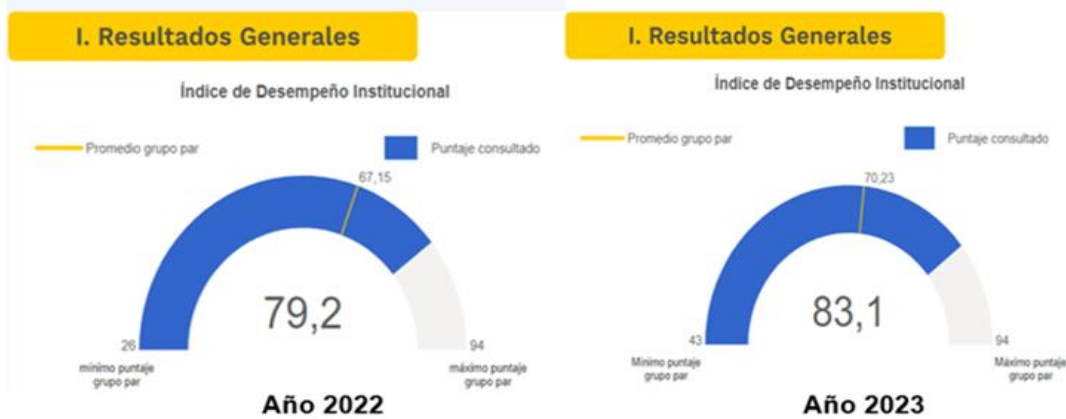 I. Resultados Generales
Índice de Desempeño Institucional
Promedio grupo par
Puntaje consultado
67,15
79,2
26
94
mínimo puntaje
grupo par
máximo puntaje
grupo par
Año 2022
I. Resultados Generales
Índice de Desempeño Institucional
Promedio grupo par
Puntaje consultado
70,23
83,1
43
94
Mínimo puntaje
grupo par
Máximo puntaje
grupo par
Año 2023